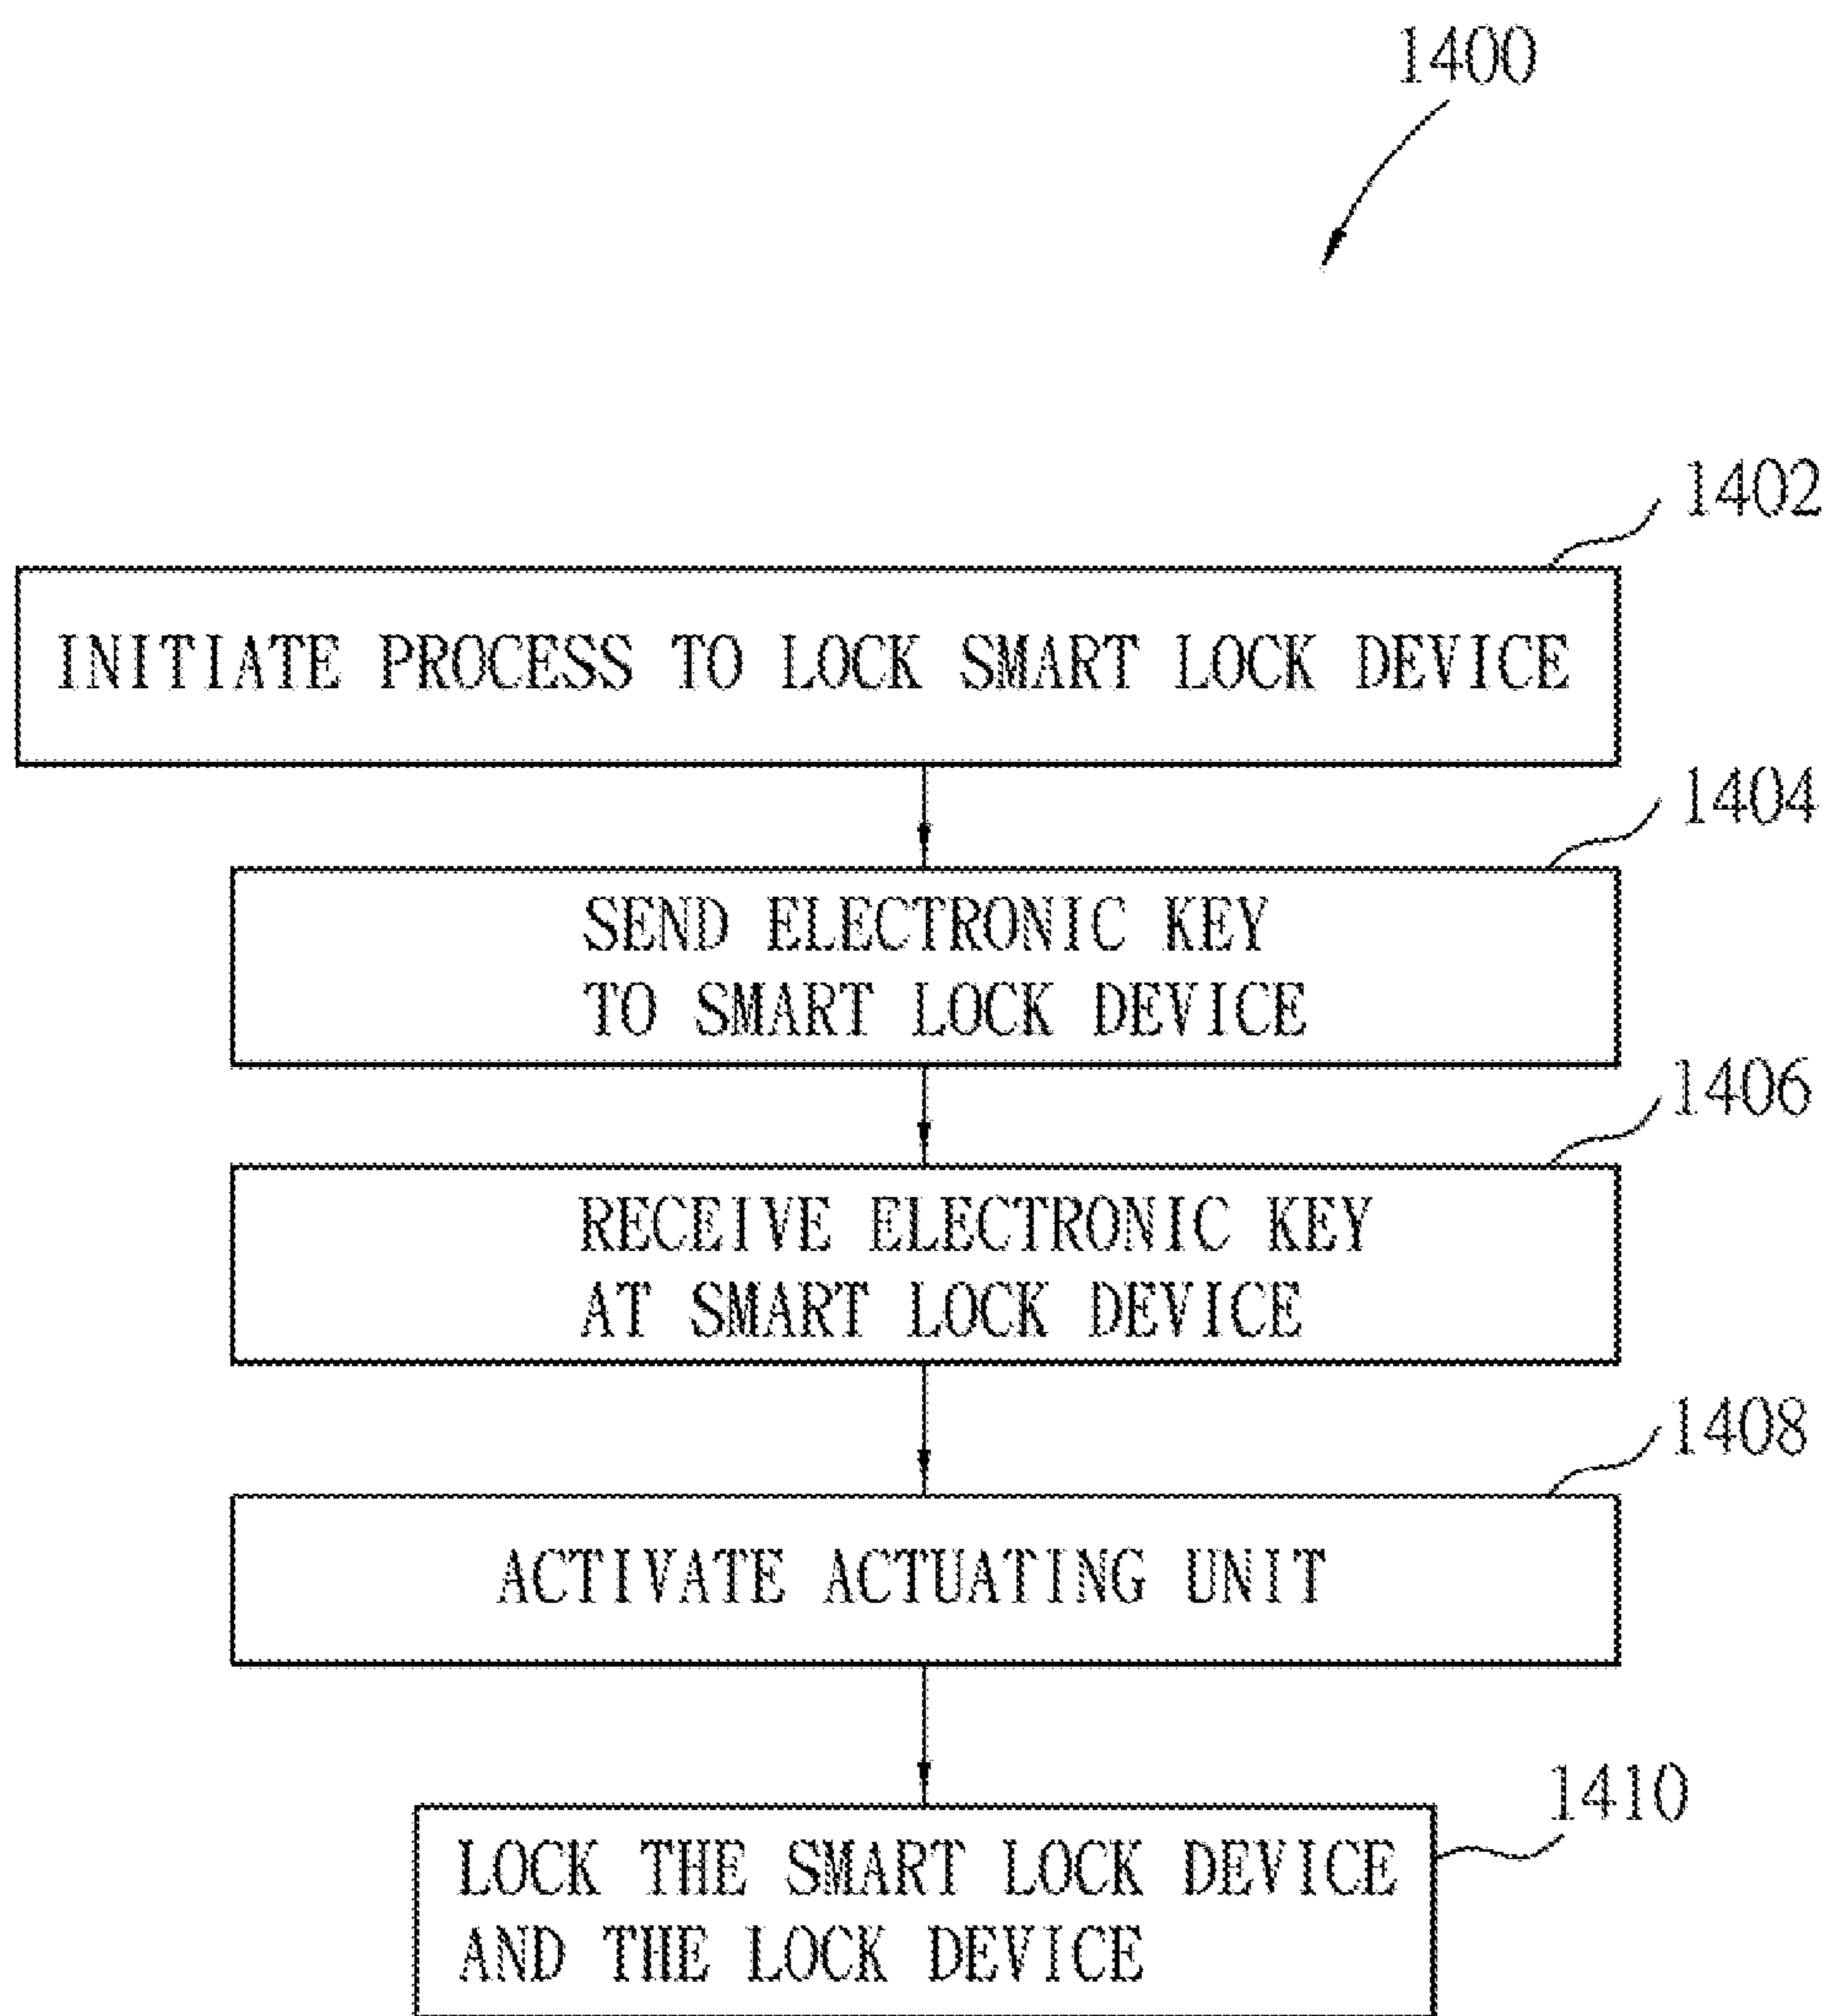 1400
1402
INITIATE PROCESS TO LOCK SMART LOCK DEVICE
1404
SEND ELECTRONIC KEY
TO SMART LOCK DEVICE
1406
RECEIVE ELECTRONIC KEY
AT SMART LOCK DEVICE
1408
ACTIVATE ACTUATING UNIT
1410
LOCK THE SMART LOCK DEVICE
AND THE LOCK DEVICE